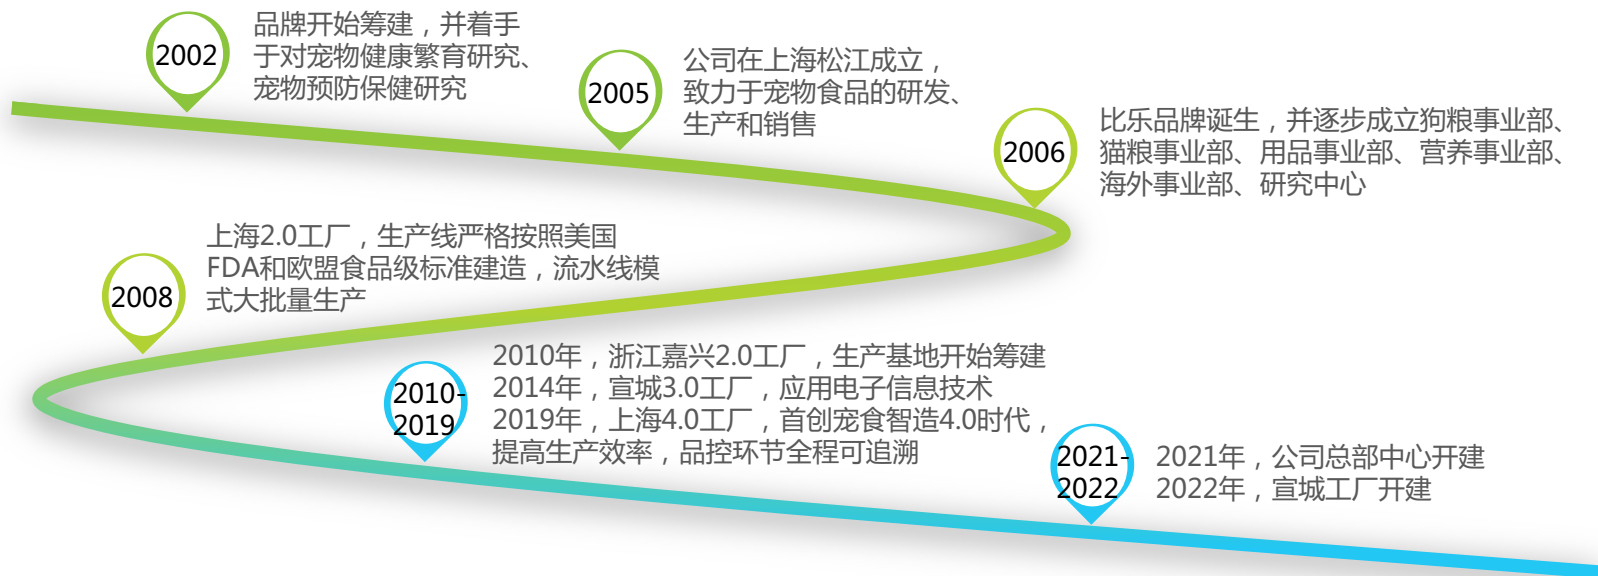 2002
品牌开始筹建，并着手
于对宠物健康繁育研究、
宠物预防保健研究
2005
公司在上海松江成立，
致力于宠物食品的研发、
生产和销售
2006
比乐品牌诞生，并逐步成立狗粮事业部、
猫粮事业部、用品事业部、营养事业部、
海外事业部、研究中心
2008
上海2.0工厂，生产线严格按照美国
FDA和欧盟食品级标准建造，流水线模
式大批量生产
2010-
2019
2010年，浙江嘉兴2.0工厂，生产基地开始筹建
2014年，宣城3.0工厂，应用电子信息技术
2019年，上海4.0工厂，首创宠食智造4.0时代，
提高生产效率，品控环节全程可追溯
2021-
2022
2021年，公司总部中心开建
2022年，宣城工厂开建